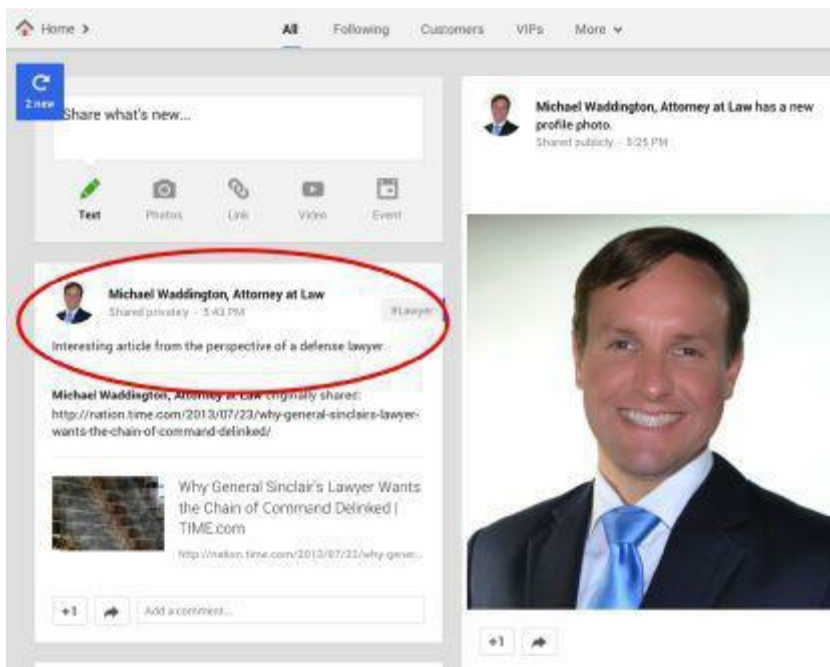 Home >
All Following Customers VIPs More
2 new
Share what's new...
Text Photos Link Video Event
Michael Waddington, Attorney at Law
Shared privately - 5:43 PM
#Lawyer
Interesting article from the perspective of a defense lawyer
Michael Waddington, Attorney at Law originally shared:
http://nation.time.com/2013/07/23/why-general-sinclairs-lawyer-
wants-the-chain-of-command-delinked/
Why General Sinclair's Lawyer Wants
the Chain of Command Delinked |
TIME.com
http://nation.time.com/2013/07/23/why-gener...
+1 Add a comment...
Michael Waddington, Attorney at Law has a new
profile photo.
Shared publicly - 5:25 PM
+1